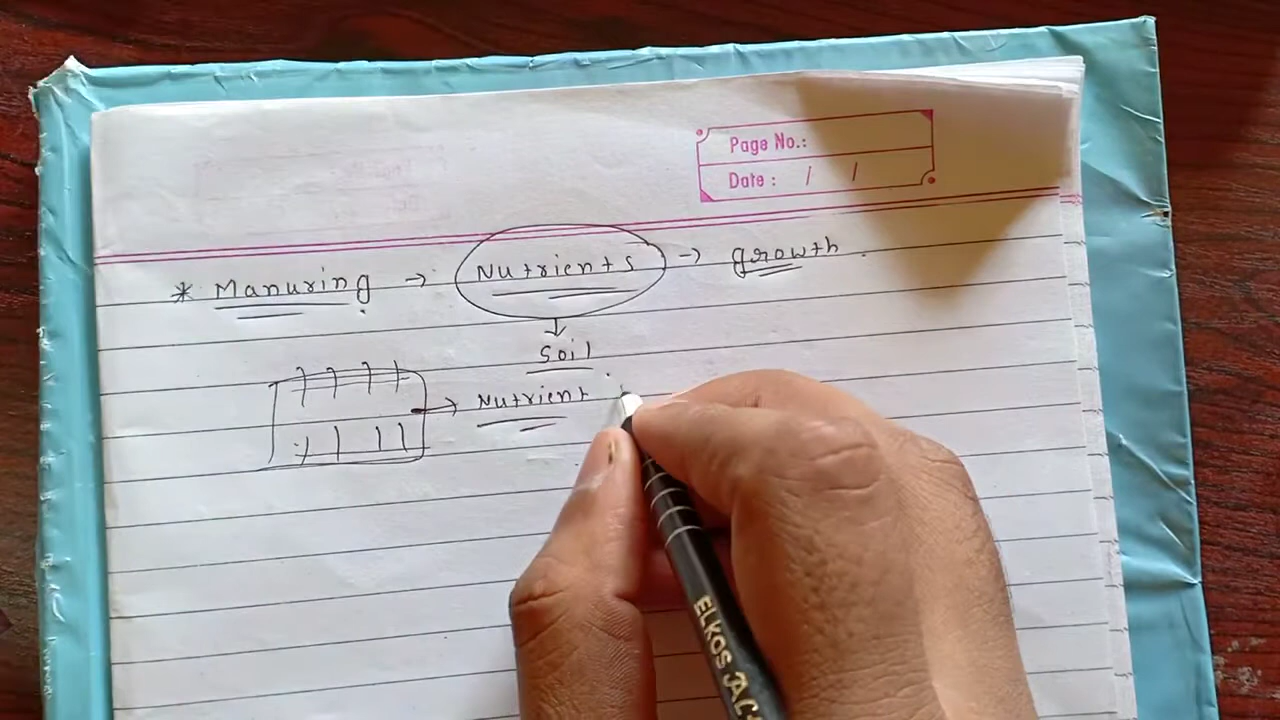 Page No.:
Date : / /
* Manuring → Nutrients → growth.
↓
Soil
→ Nutrient
ELKOS